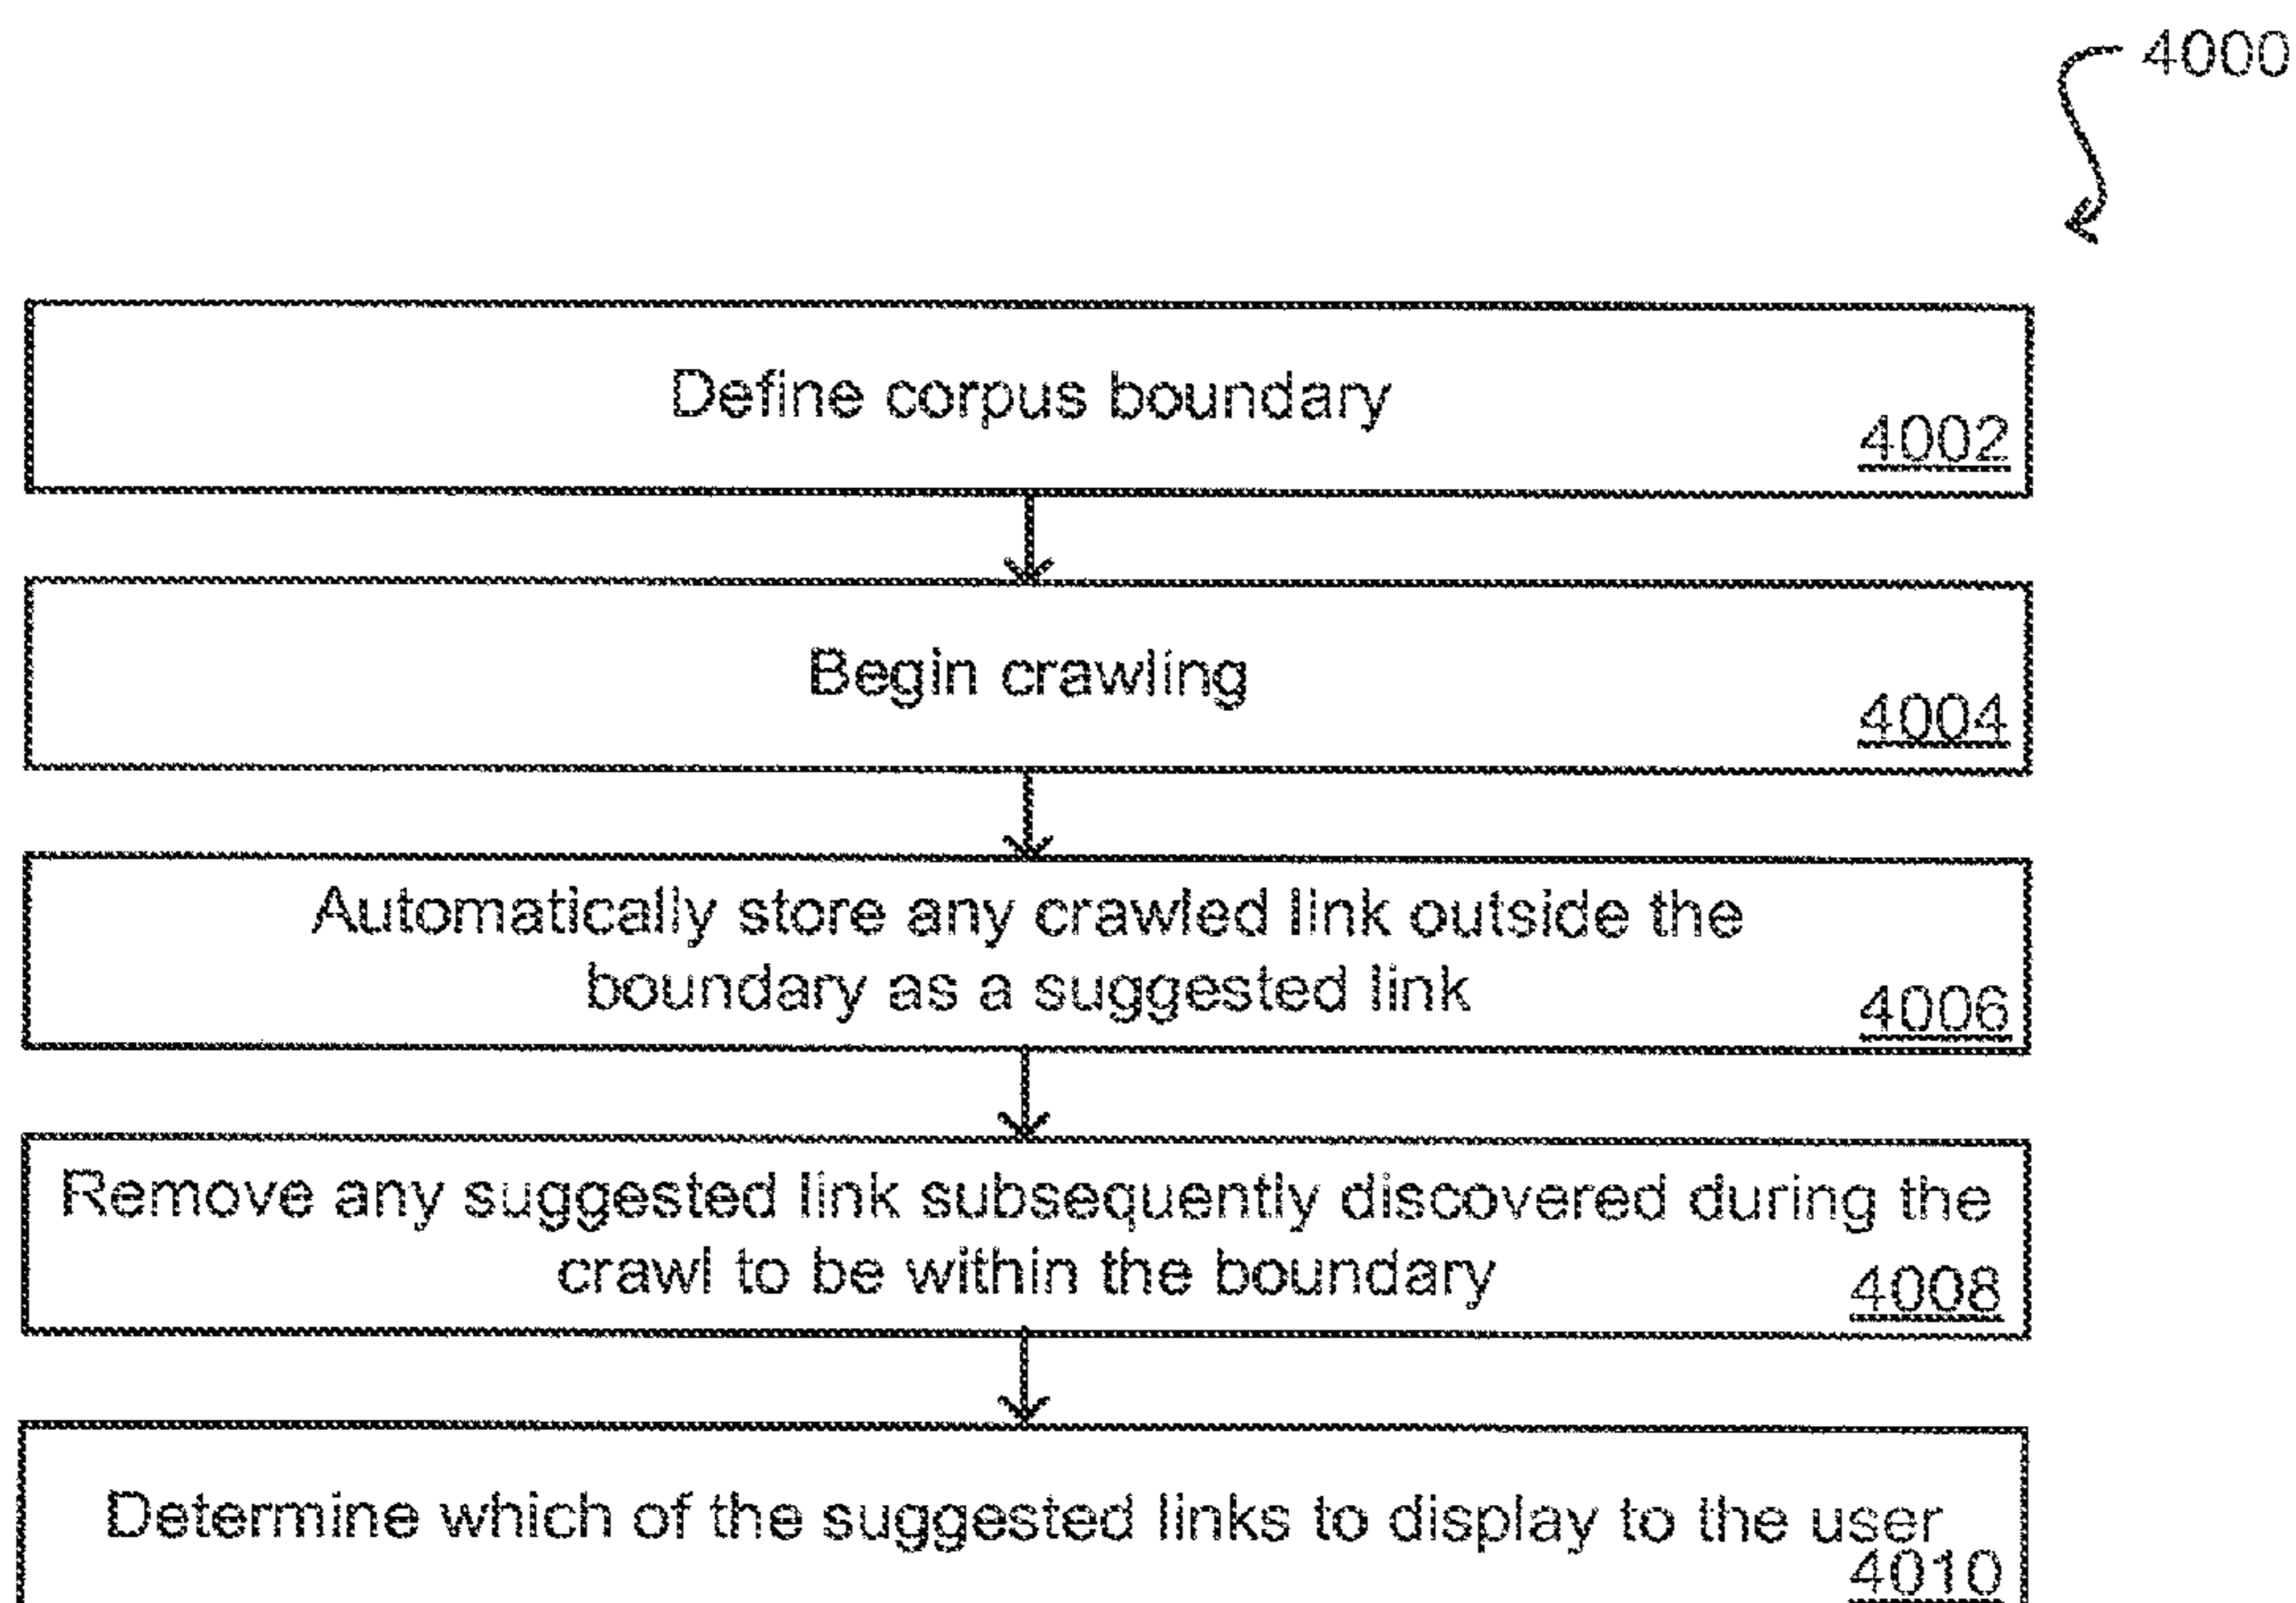 4000
Define corpus boundary
4002
Begin crawling
4004
Automatically store any crawled link outside the
boundary as a suggested link
4006
Remove any suggested link subsequently discovered during the
crawl to be within the boundary
4008
Determine which of the suggested links to display to the user
4010